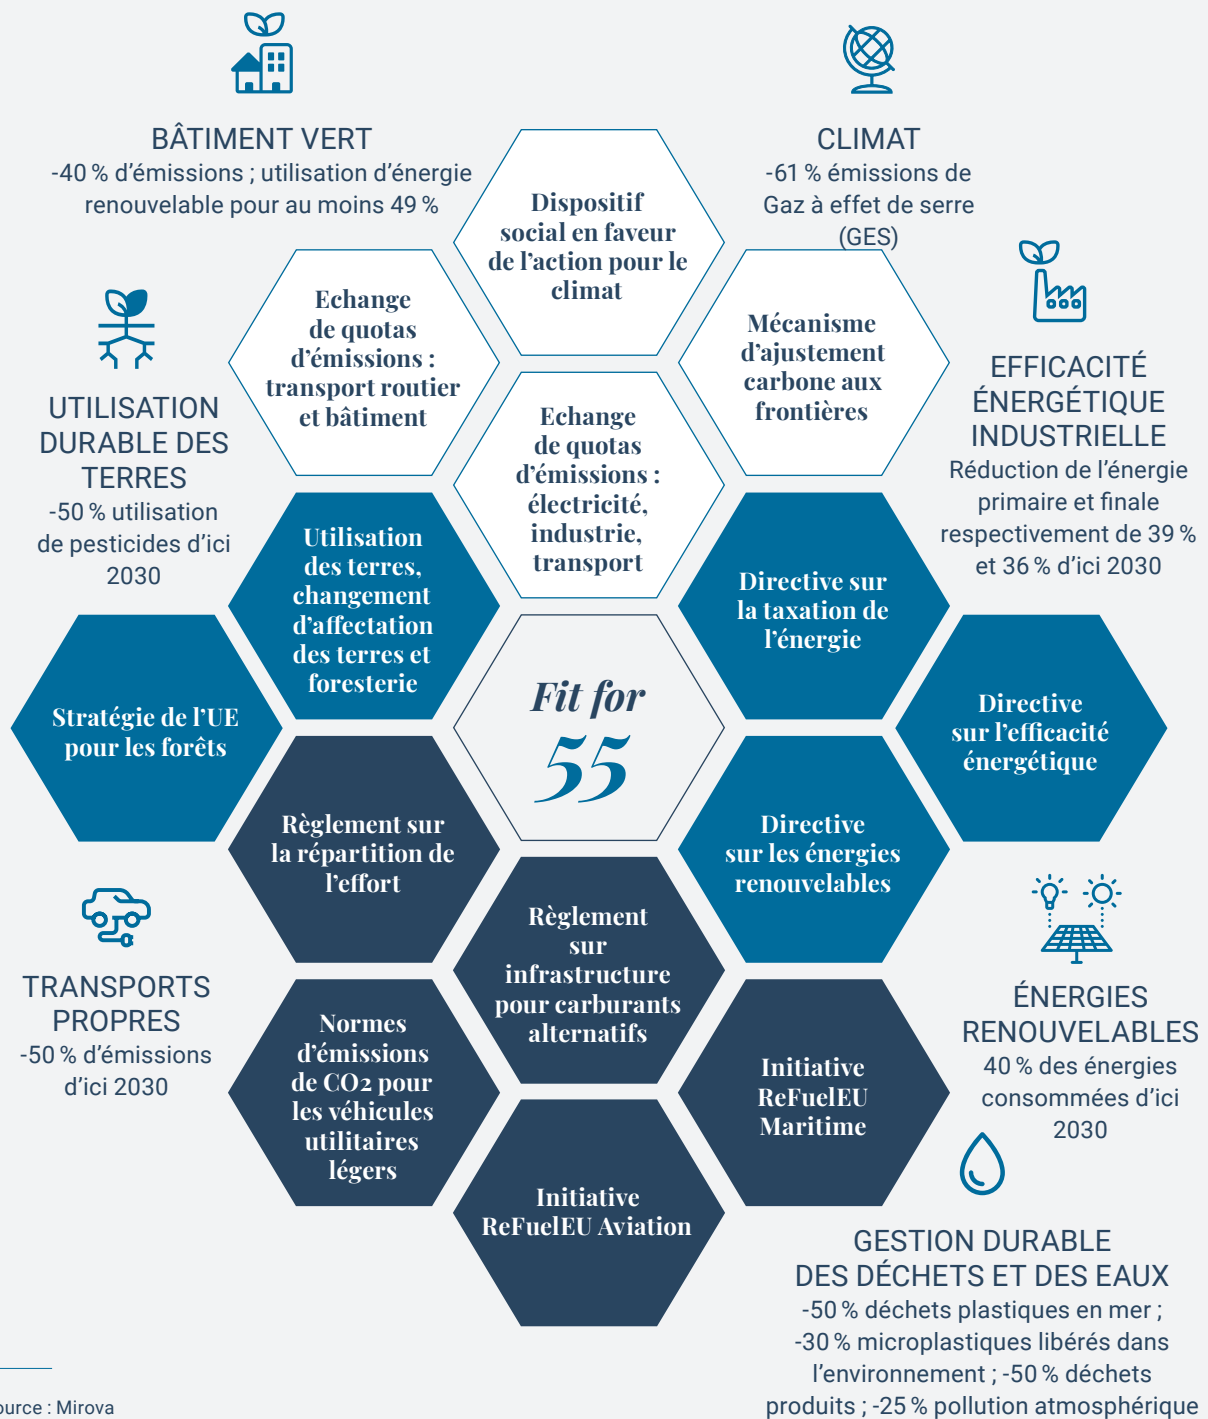 BÂTIMENT VERT
-40 % d’émissions ; utilisation d’énergie
renouvelable pour au moins 49 %
CLIMAT
-61 % émissions de
Gaz à effet de serre
(GES)
Dispositif
social en faveur
de l’action pour le
climat
Echange
de quotas
d’émissions :
transport routier
et bâtiment
Mécanisme
d’ajustement
carbone aux
frontières
UTILISATION
DURABLE DES
TERRES
-50 % utilisation
de pesticides d’ici
2030
Echange
de quotas
d’émissions :
électricité,
industrie,
transport
EFFICACITÉ
ÉNERGÉTIQUE
INDUSTRIELLE
Réduction de l’énergie
primaire et finale
respectivement de 39 %
et 36 % d’ici 2030
Utilisation
des terres,
changement
d’affectation
des terres et
foresterie
Directive sur
la taxation de
l’énergie
Stratégie de l’UE
pour les forêts
Fit for
55
Directive
sur l’efficacité
énergétique
Règlement sur
la répartition de
l’effort
Directive
sur les énergies
renouvelables
Règlement
sur
infrastructure
pour carburants
alternatifs
TRANSPORTS
PROPRES
-50 % d’émissions
d’ici 2030
ÉNERGIES
RENOUVELABLES
40 % des énergies
consommées d’ici
2030
Normes
d’émissions
de CO2 pour
les véhicules
utilitaires
légers
Initiative
ReFuelEU
Maritime
Initiative
ReFuelEU Aviation
GESTION DURABLE
DES DÉCHETS ET DES EAUX
-50 % déchets plastiques en mer ;
-30 % microplastiques libérés dans
l’environnement ; -50 % déchets
produits ; -25 % pollution atmosphérique
ource : Mirova